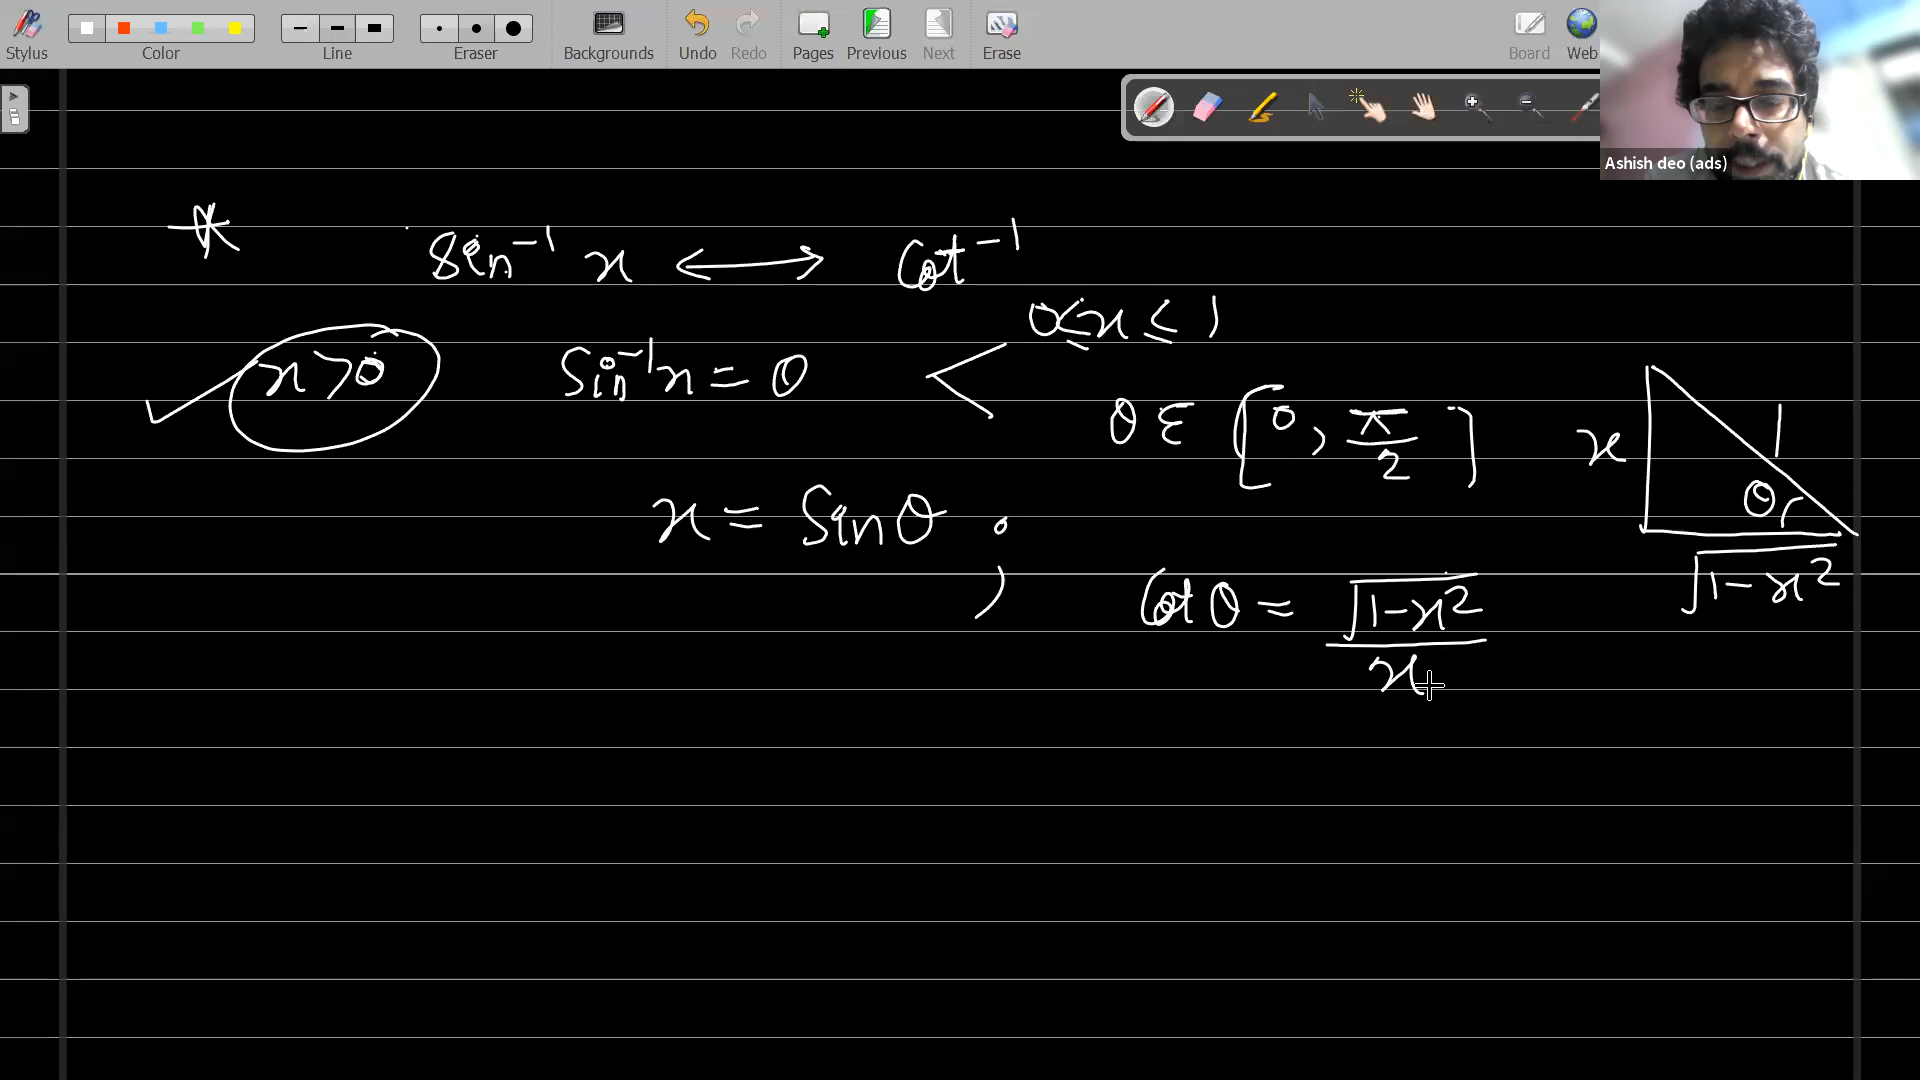 Stylus Color Line Eraser Backgrounds Undo Redo Pages Previous Next Erase Board Web
Ashish deo (ads)
* Sin⁻¹ x ⟷ Cot⁻¹
x > 0 Sin⁻¹x = θ < 0 ≤ x ≤ 1
θ ∈ [0, π/2]
x 1 θ √1-x²
x = Sinθ ;
Cot θ = √1-x² / x